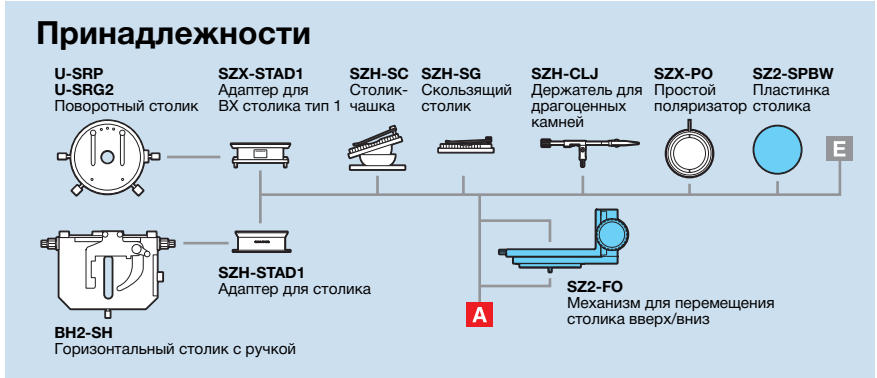 Принадлежности
U-SRP
U-SRG2
Поворотный столик
SZX-STAD1
Адаптер для
BX столика тип 1
SZH-SC
Столик-
чашка
SZH-SG
Скользящий
столик
SZH-CLJ
Держатель для
драгоценных
камней
SZX-PO
Простой
поляризатор
SZ2-SPBW
Пластинка
столика
E
SZH-STAD1
Адаптер для столика
SZ2-FO
Механизм для перемещения
столика вверх/вниз
A
BH2-SH
Горизонтальный столик с ручкой